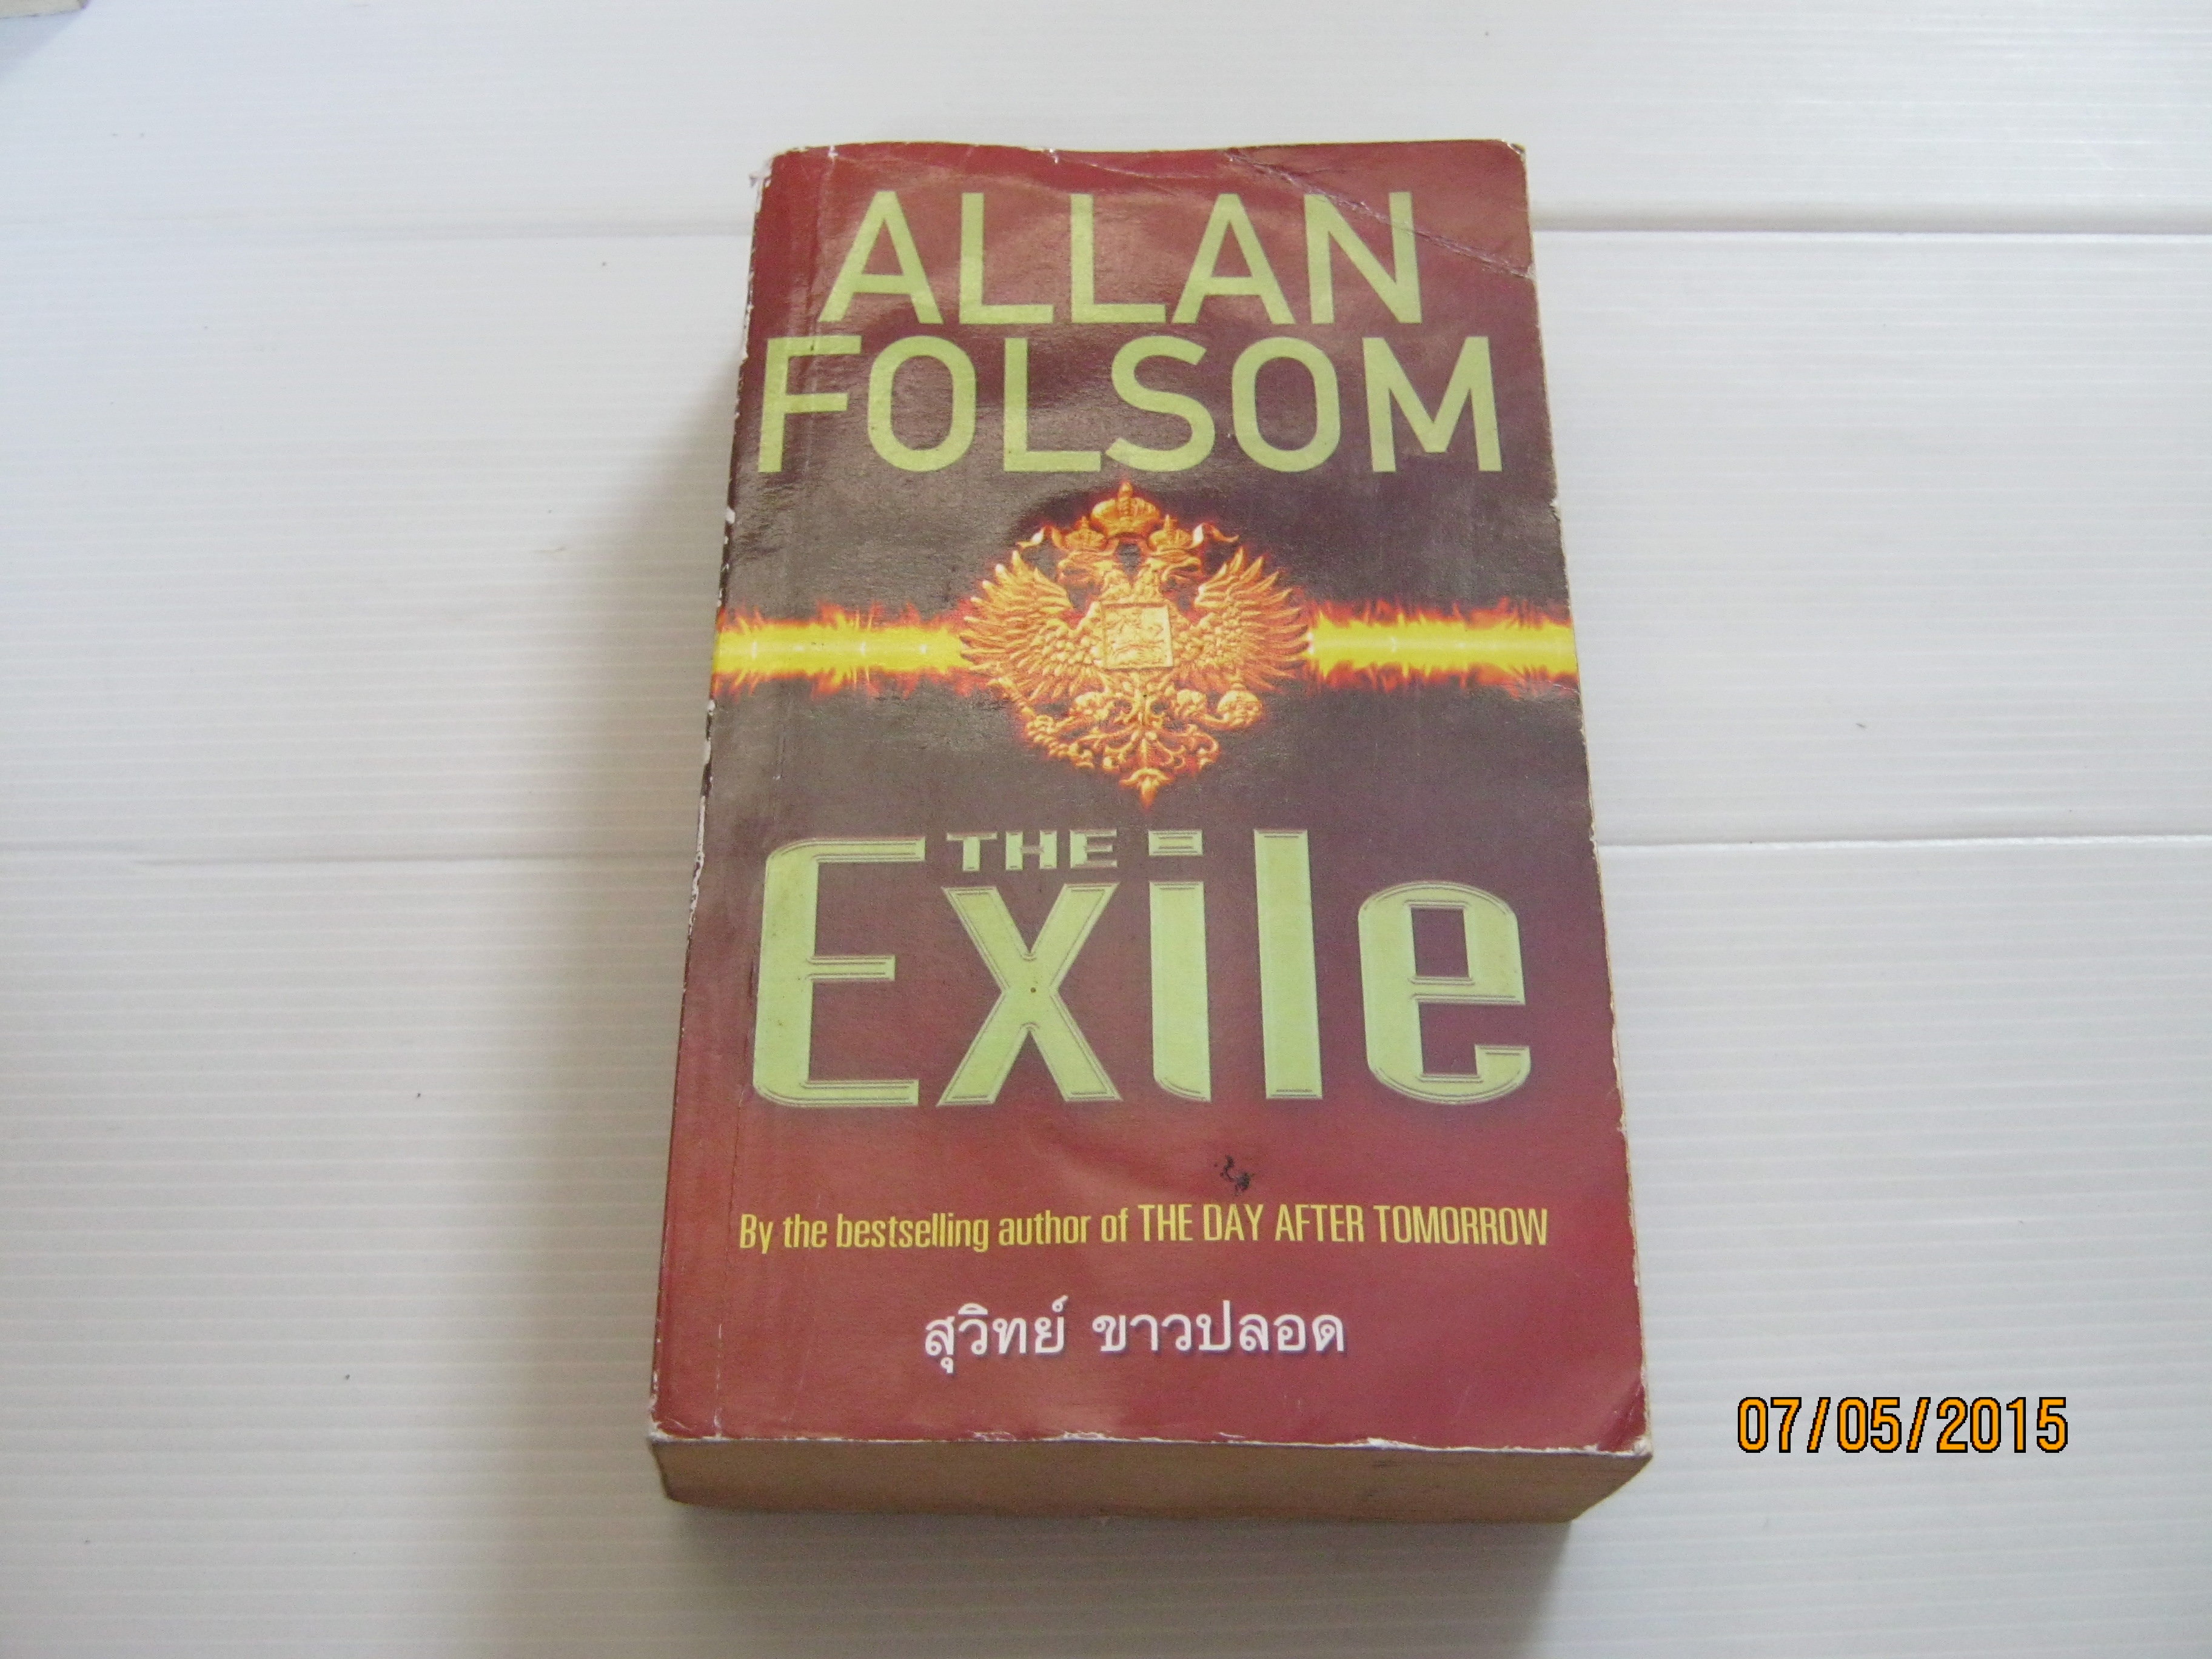 ALLAN
FOLSOM
THE
Exile
By the bestselling author of THE DAY AFTER TOMORROW
สุวิทย์ ขาวปลอด
07/05/2015